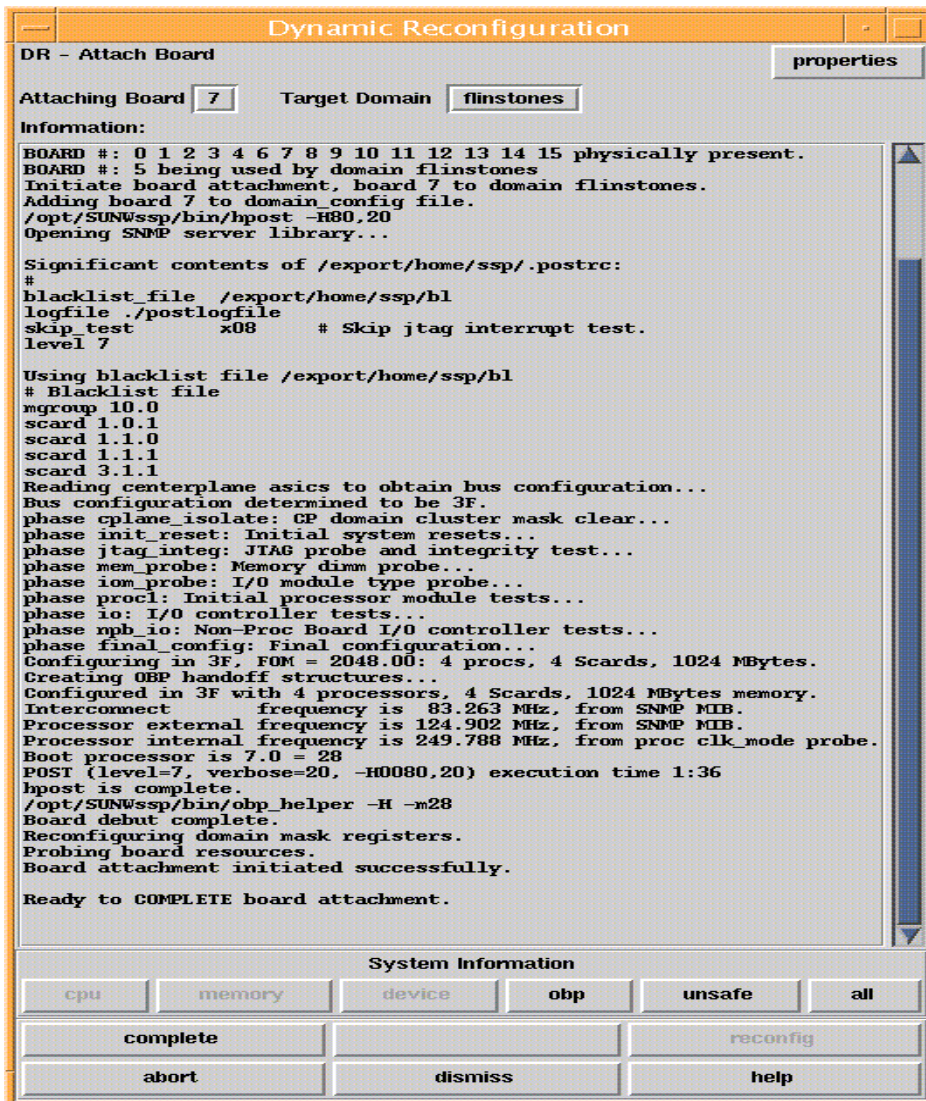 Dynamic Reconfiguration
DR - Attach Board
properties
Attaching Board 7 Target Domain flinstones
Information:
BOARD #: 0 1 2 3 4 6 7 8 9 10 11 12 13 14 15 physically present.
BOARD #: 5 being used by domain flinstones
Initiate board attachment, board 7 to domain flinstones.
Adding board 7 to domain_config file.
/opt/SUNWssp/bin/hpost -H80,20
Opening SNMP server library...
Significant contents of /export/home/ssp/.postrc:
#
blacklist_file /export/home/ssp/bl
logfile ./postlogfile
skip_test x08 # Skip jtag interrupt test.
level 7
Using blacklist file /export/home/ssp/bl
# Blacklist file
mgroup 10.0
scard 1.0.1
scard 1.1.0
scard 1.1.1
scard 3.1.1
Reading centerplane asics to obtain bus configuration...
Bus configuration determined to be 3F.
phase cplane_isolate: CP domain cluster mask clear...
phase init_reset: Initial system resets...
phase jtag_integ: JTAG probe and integrity test...
phase mem_probe: Memory dimm probe...
phase iom_probe: I/O module type probe...
phase proc1: Initial processor module tests...
phase io: I/O controller tests...
phase npb_io: Non-Proc Board I/O controller tests...
phase final_config: Final configuration...
Configuring in 3F, FOM = 2048.00: 4 procs, 4 Scards, 1024 MBytes.
Creating OBP handoff structures...
Configured in 3F with 4 processors, 4 Scards, 1024 MBytes memory.
Interconnect frequency is 83.263 MHz, from SNMP MIB.
Processor external frequency is 124.902 MHz, from SNMP MIB.
Processor internal frequency is 249.788 MHz, from proc clk_mode probe.
Boot processor is 7.0 = 28
POST (level=7, verbose=20, -H0080,20) execution time 1:36
hpost is complete.
/opt/SUNWssp/bin/obp_helper -H -m28
Board debut complete.
Reconfiguring domain mask registers.
Probing board resources.
Board attachment initiated successfully.
Ready to COMPLETE board attachment.
System Information
cpu memory device obp unsafe all
complete reconfig
abort dismiss help